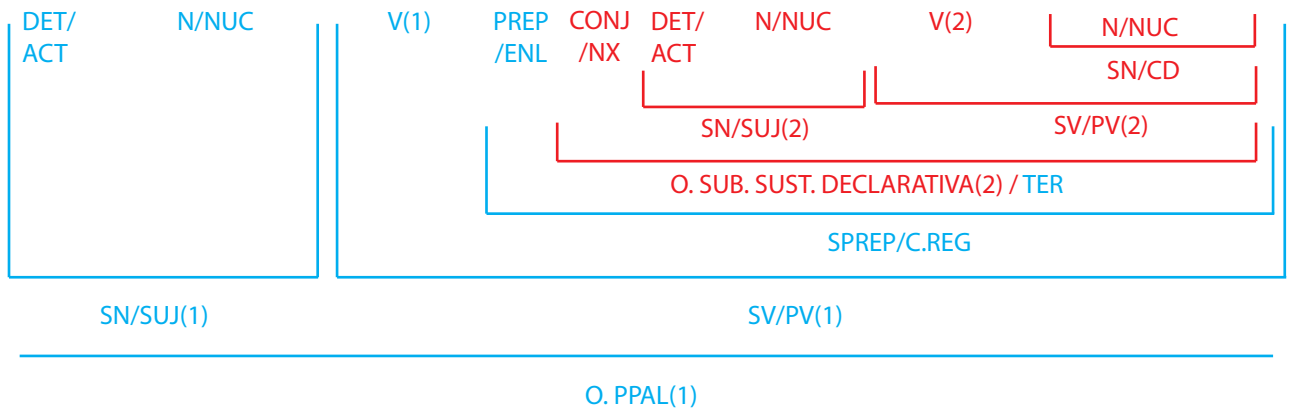 DET/ N/NUC V(1) PREP CONJ DET/ N/NUC V(2) N/NUC
ACT /ENL /NX ACT
SN/CD
SN/SUJ(2) SV/PV(2)
O. SUB. SUST. DECLARATIVA(2) / TER
SPREP/C.REG
SN/SUJ(1) SV/PV(1)
O. PPAL(1)